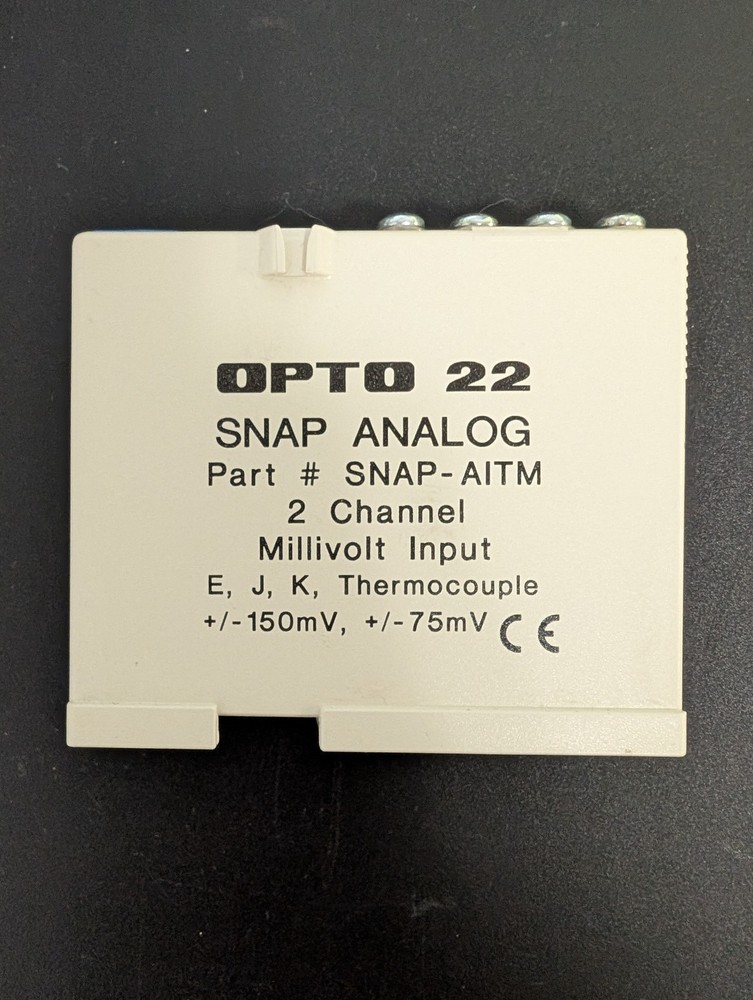 OPTO 22
SNAP ANALOG
Part # SNAP-AITM
2 Channel
Millivolt Input
E, J, K, Thermocouple
+/-150mV, +/-75mV CE